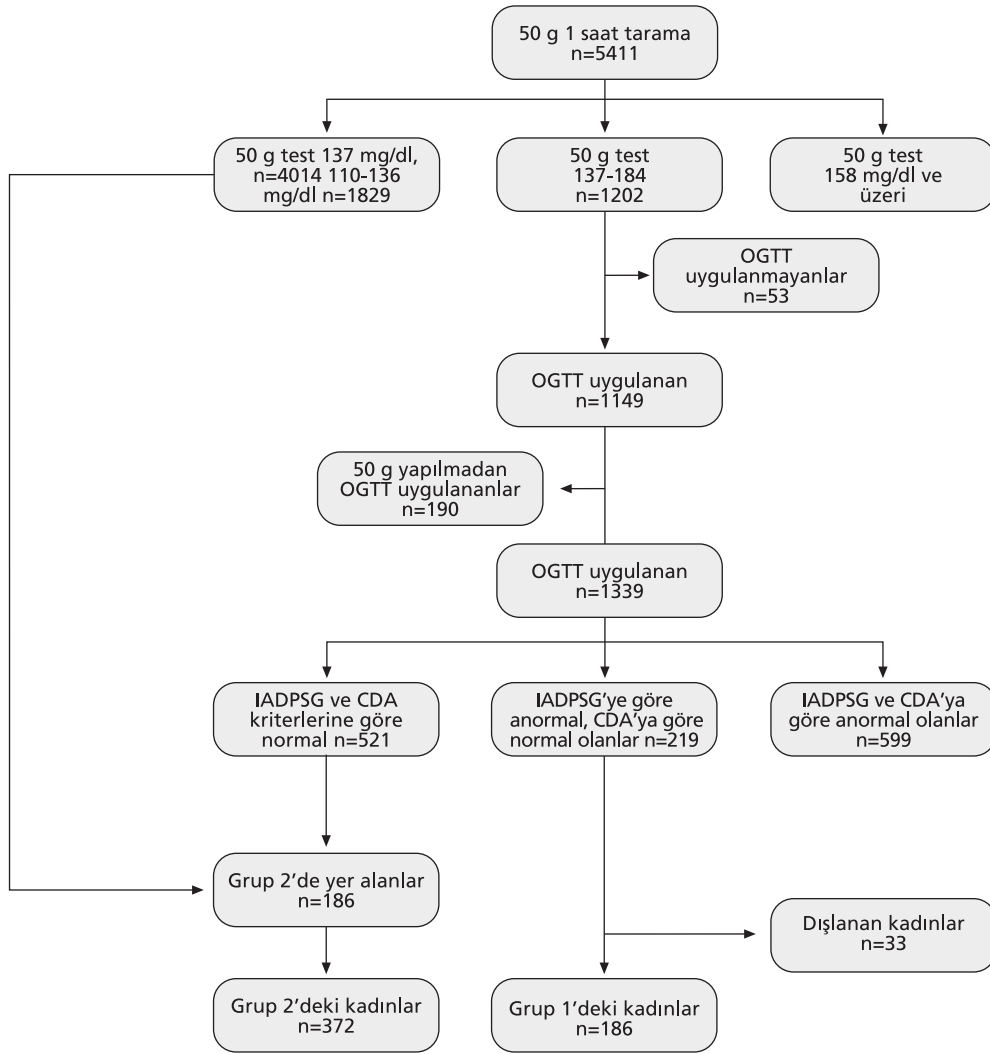 50 g 1 saat tarama
n=5411
50 g test 137 mg/dl,
n=4014 110-136
mg/dl n=1829
50 g test
137-184
n=1202
50 g test
158 mg/dl ve
üzeri
OGTT
uygulanmayanlar
n=53
OGTT uygulanan
n=1149
50 g yapılmadan
OGTT uygulananlar
n=190
OGTT uygulanan
n=1339
IADPSG ve CDA
kriterlerine göre
normal n=521
IADPSG’ye göre
anormal, CDA’ya göre
normal olanlar n=219
IADPSG ve CDA’ya
göre anormal olanlar
n=599
Grup 2’de yer alanlar
n=186
Dışlanan kadınlar
n=33
Grup 2’deki kadınlar
n=372
Grup 1’deki kadınlar
n=186